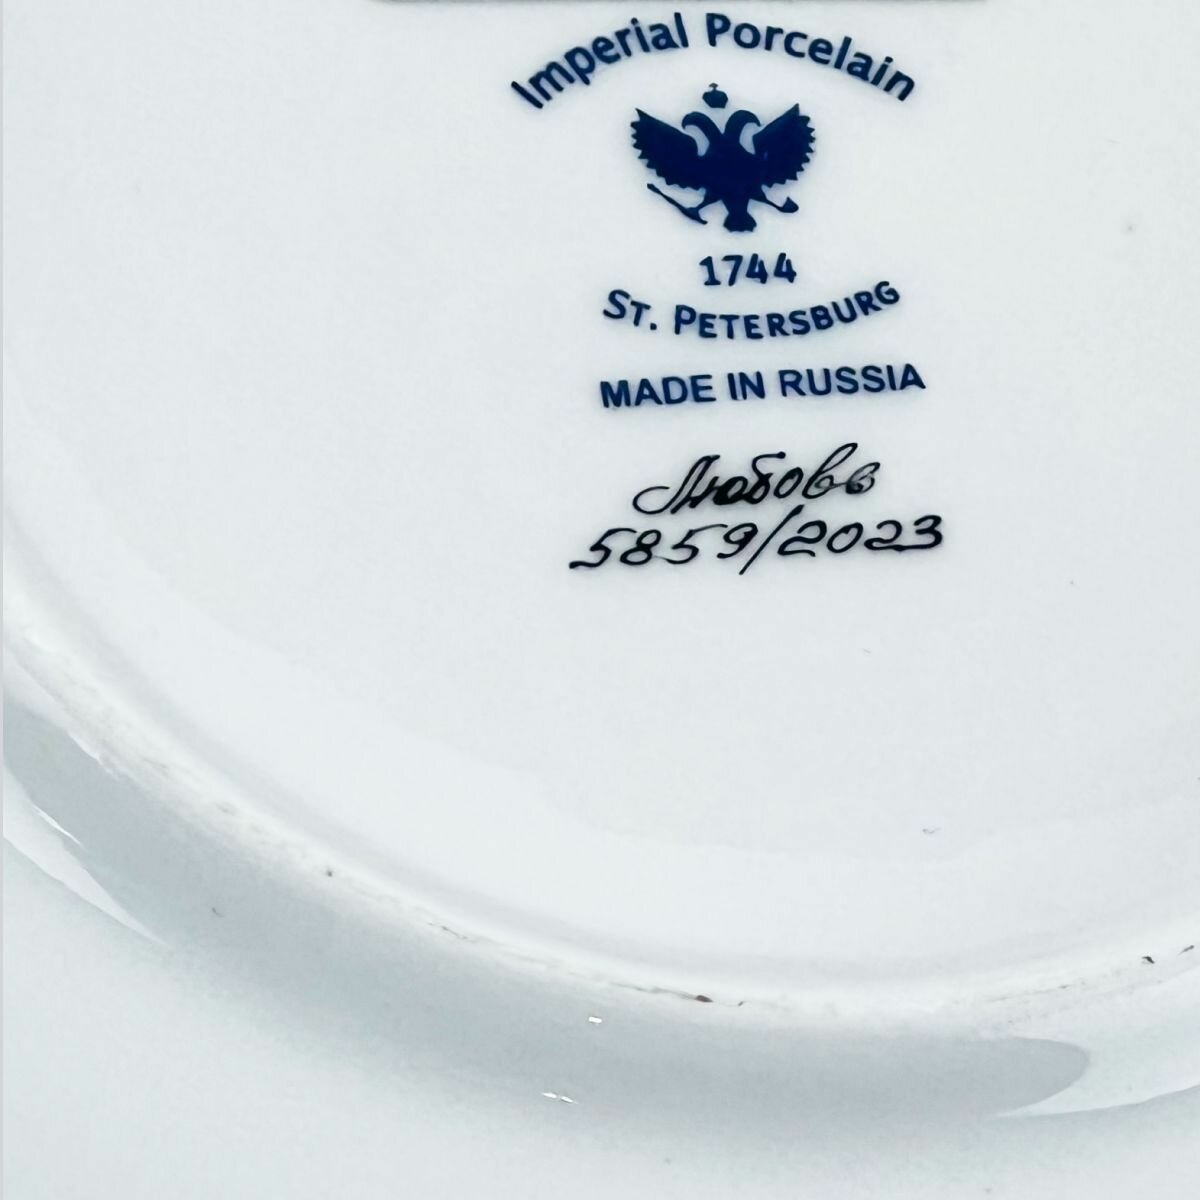 Imperial Porcelain
1744
ST. PETERSBURG
MADE IN RUSSIA
Любовь
5859/2023